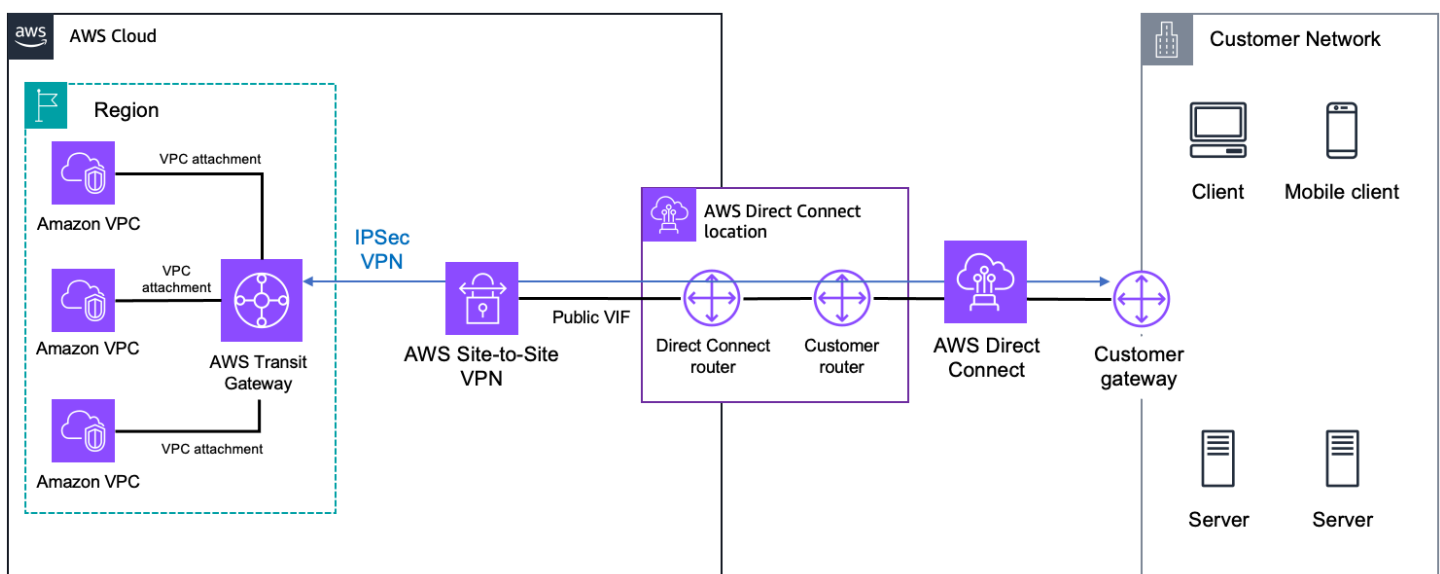 aws
AWS Cloud
Customer Network
Region
VPC attachment
Amazon VPC
VPC
attachment
Amazon VPC
AWS Transit
Gateway
VPC attachment
Amazon VPC
IPSec
VPN
AWS Site-to-Site
VPN
Public VIF
AWS Direct Connect
location
Direct Connect
router
Customer
router
AWS Direct
Connect
Customer
gateway
Client
Mobile client
Server
Server